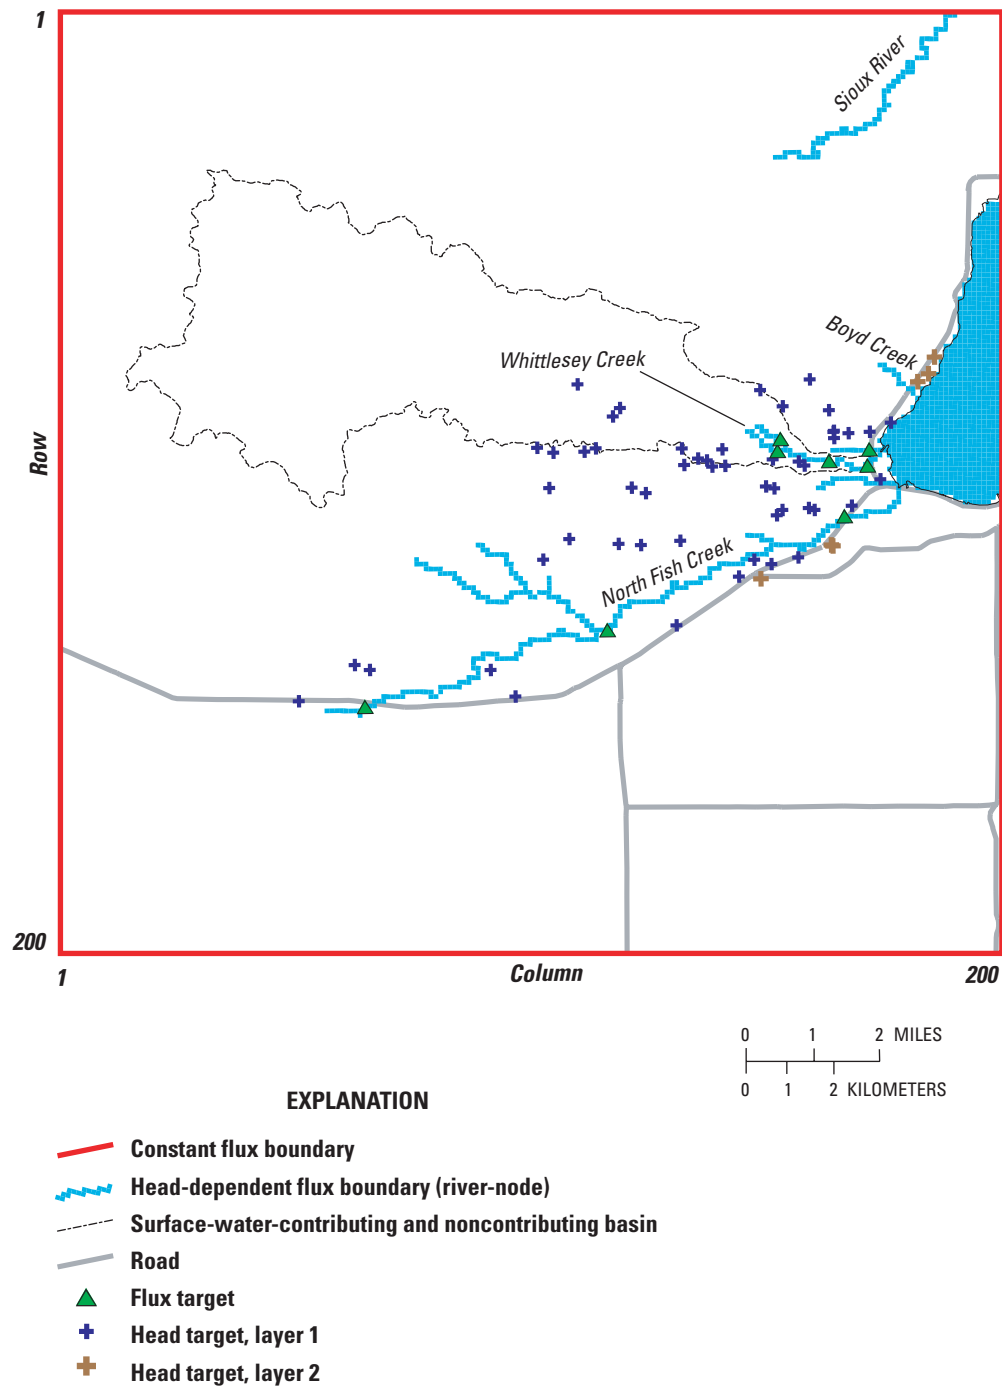 1
Sioux River
Boyd Creek
Whittlesey Creek
Row
North Fish Creek
200
1
Column
200
0 1 2 MILES
0 1 2 KILOMETERS
EXPLANATION
Constant flux boundary
Head-dependent flux boundary (river-node)
Surface-water-contributing and noncontributing basin
Road
Flux target
Head target, layer 1
Head target, layer 2